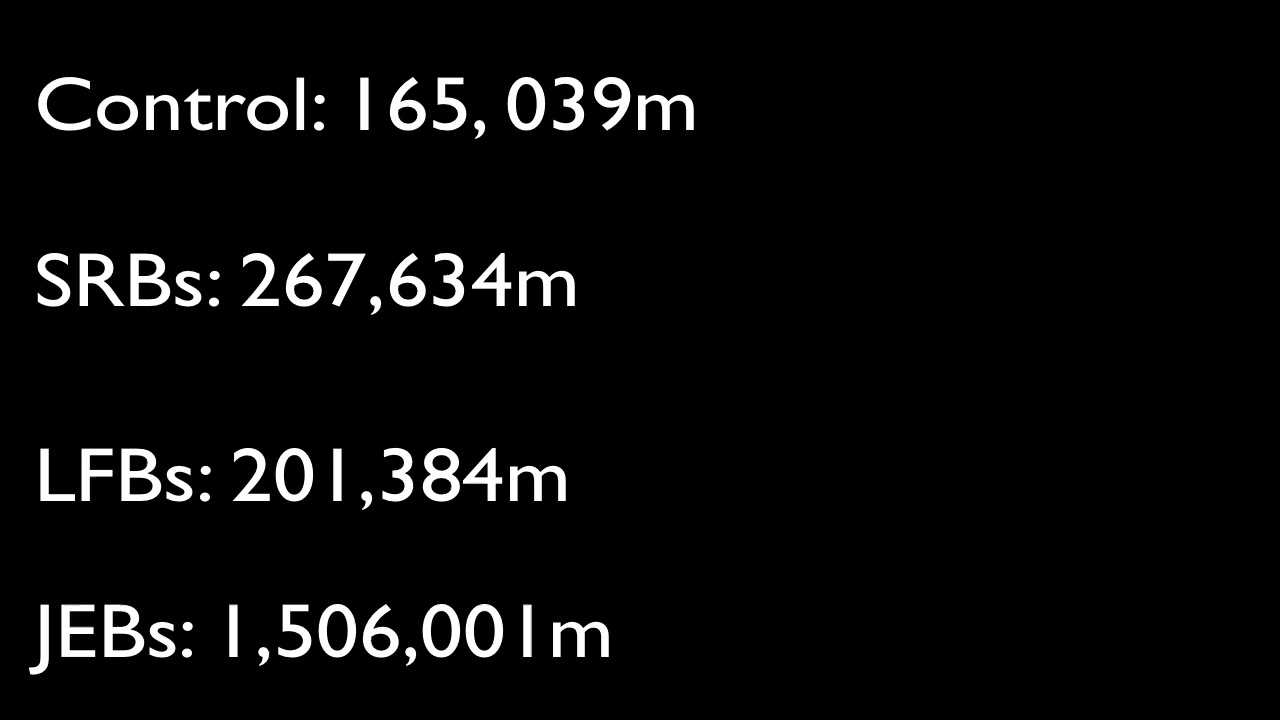 Control: 165, 039m
SRBs: 267,634m
LFBs: 201,384m
JEBs: 1,506,001m